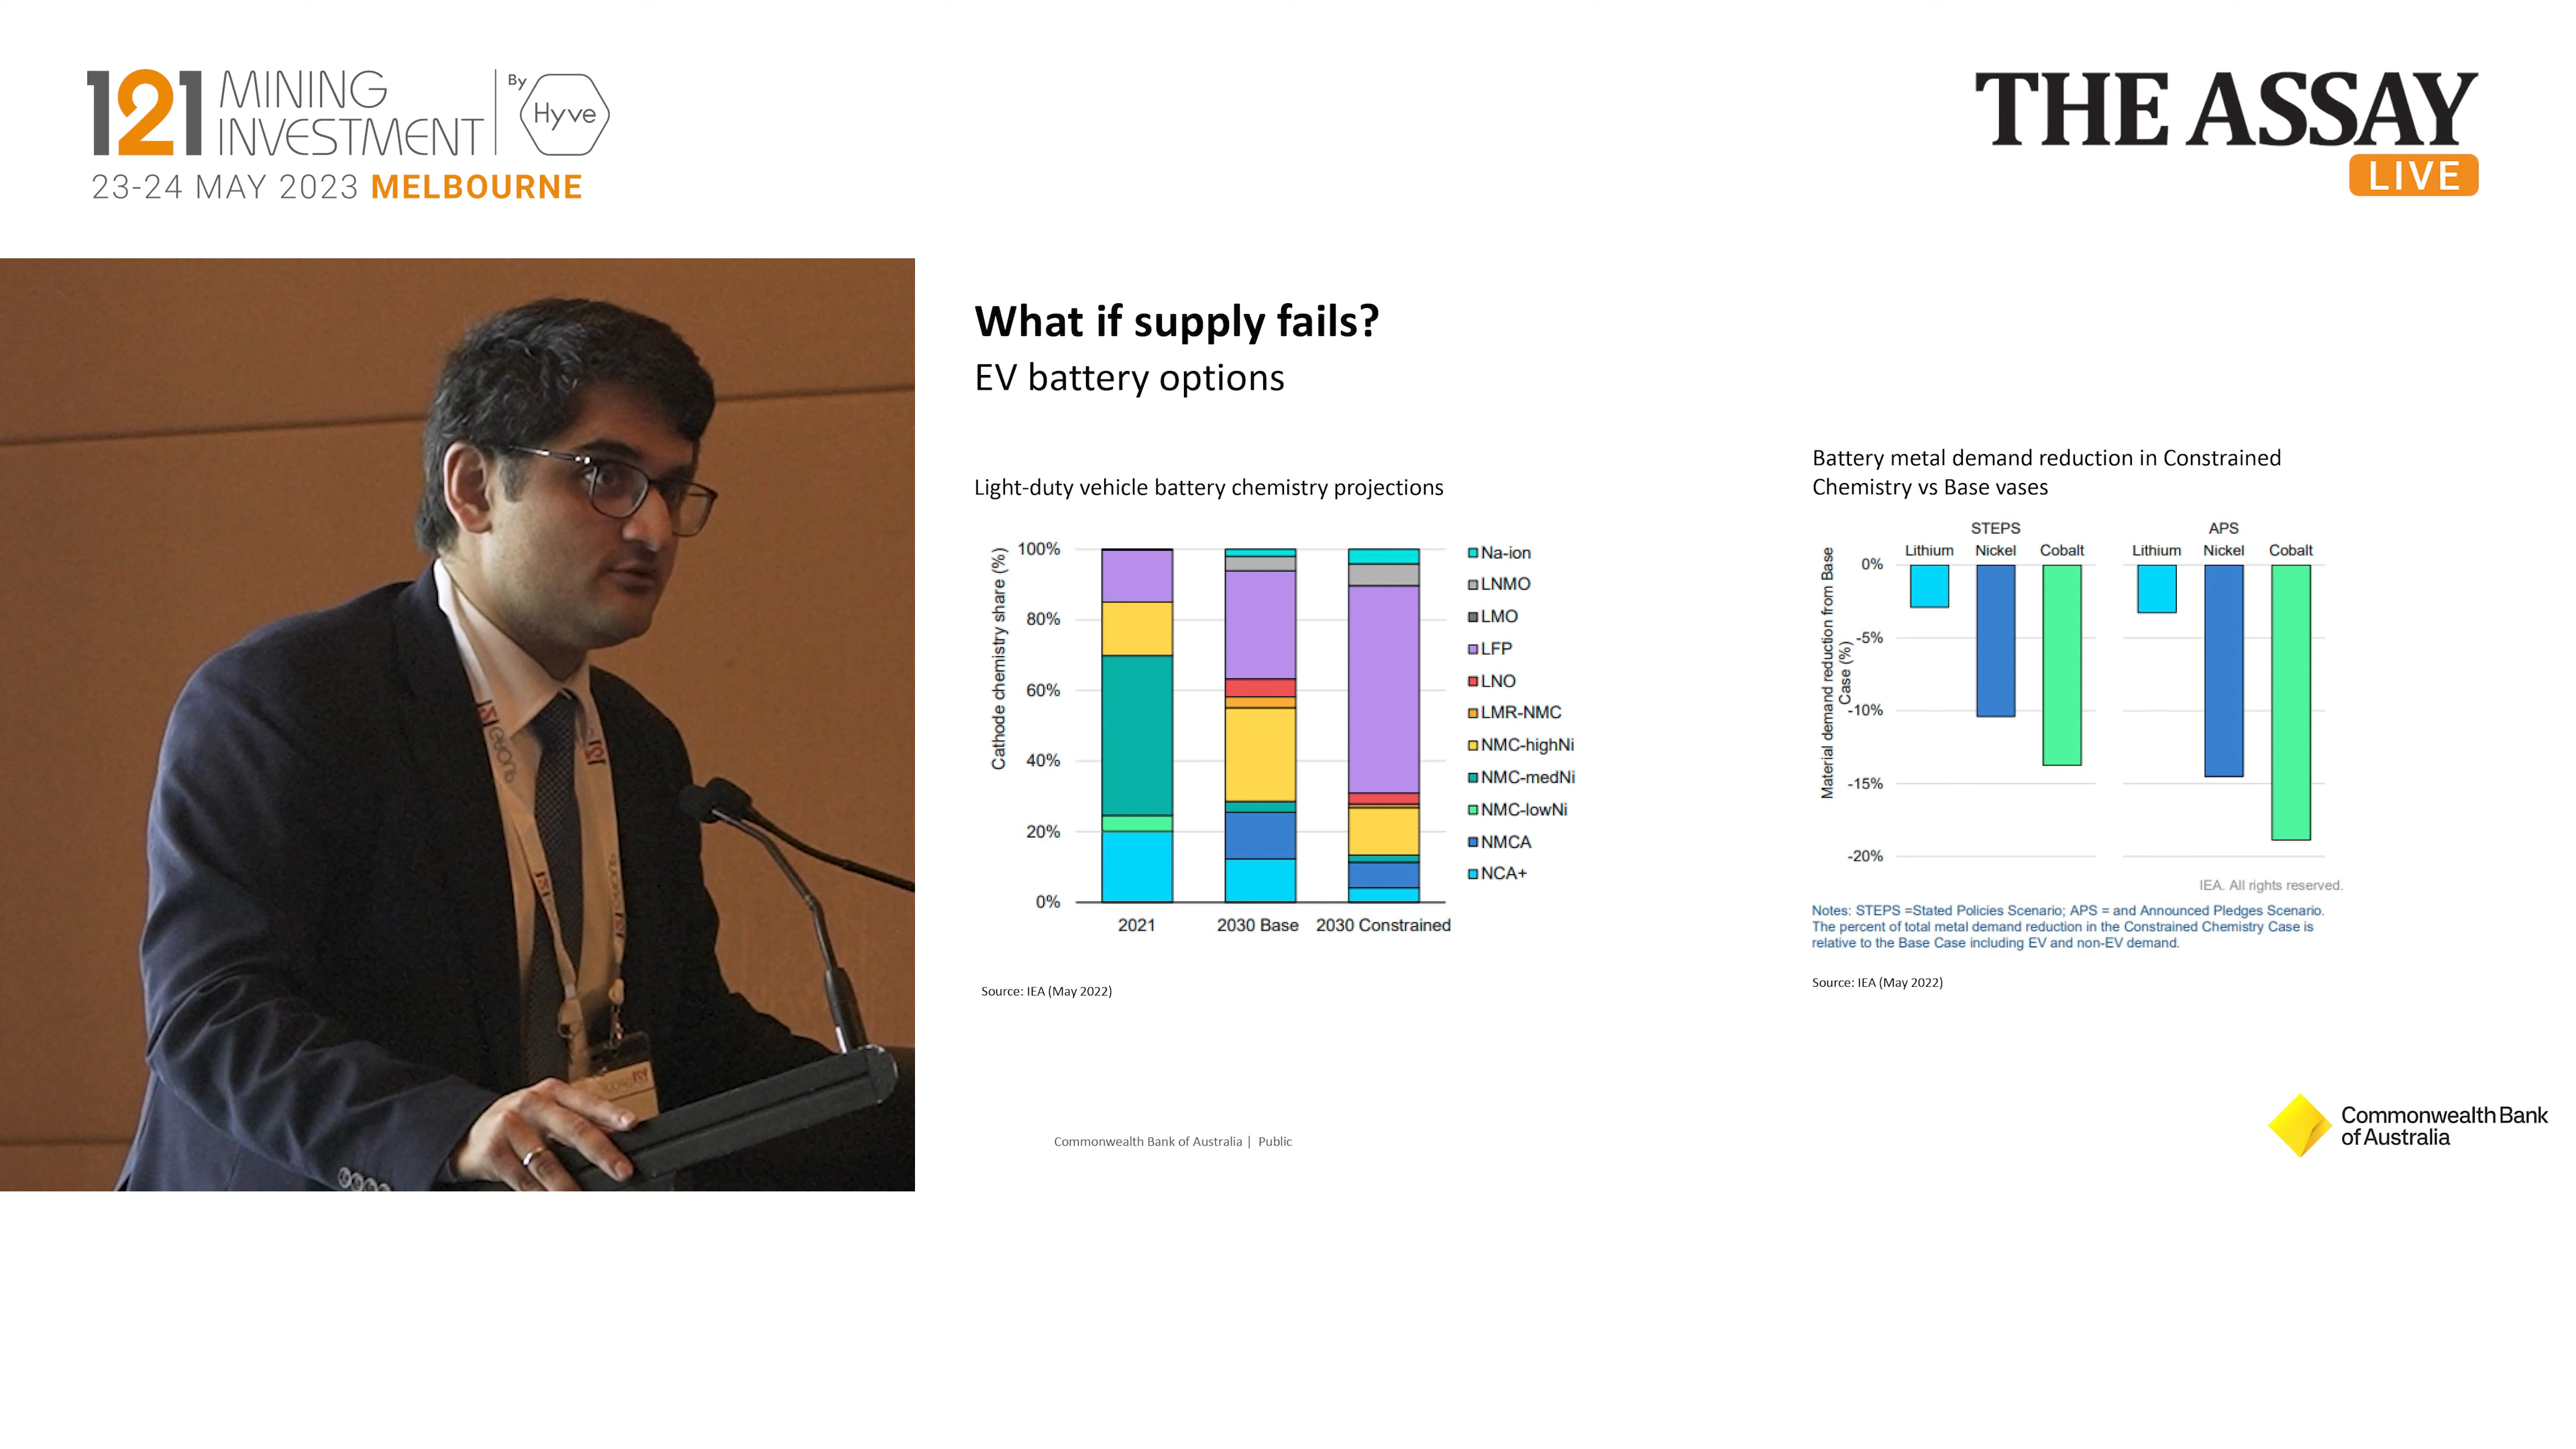 121 MINING INVESTMENT By Hyve
23-24 MAY 2023 MELBOURNE
THE ASSAY
LIVE
What if supply fails?
EV battery options
Light-duty vehicle battery chemistry projections
Cathode chemistry share (%)
100%
80%
60%
40%
20%
0%
2021
2030 Base
2030 Constrained
Na-ion
LNMO
LMO
LFP
LNO
LMR-NMC
NMC-highNi
NMC-medNi
NMC-lowNi
NMCA
NCA+
Source: IEA (May 2022)
Battery metal demand reduction in Constrained
Chemistry vs Base vases
STEPS
APS
Lithium Nickel Cobalt
Lithium Nickel Cobalt
Material demand reduction from Base
Case (%)
0%
-5%
-10%
-15%
-20%
IEA. All rights reserved.
Notes: STEPS =Stated Policies Scenario; APS = and Announced Pledges Scenario.
The percent of total metal demand reduction in the Constrained Chemistry Case is
relative to the Base Case including EV and non-EV demand.
Source: IEA (May 2022)
Commonwealth Bank of Australia | Public
CommonwealthBank
of Australia